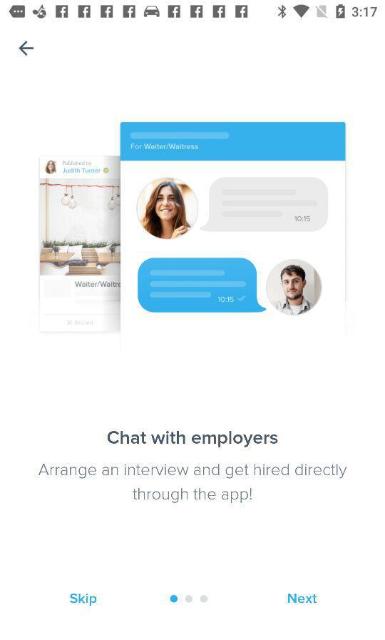 3:17
For Waiter/Waitress
Published by
Judith Turner
10:15
Waiter/Waitre
10:15
Chat with employers
Arrange an interview and get hired directly
through the app!
Skip
Next